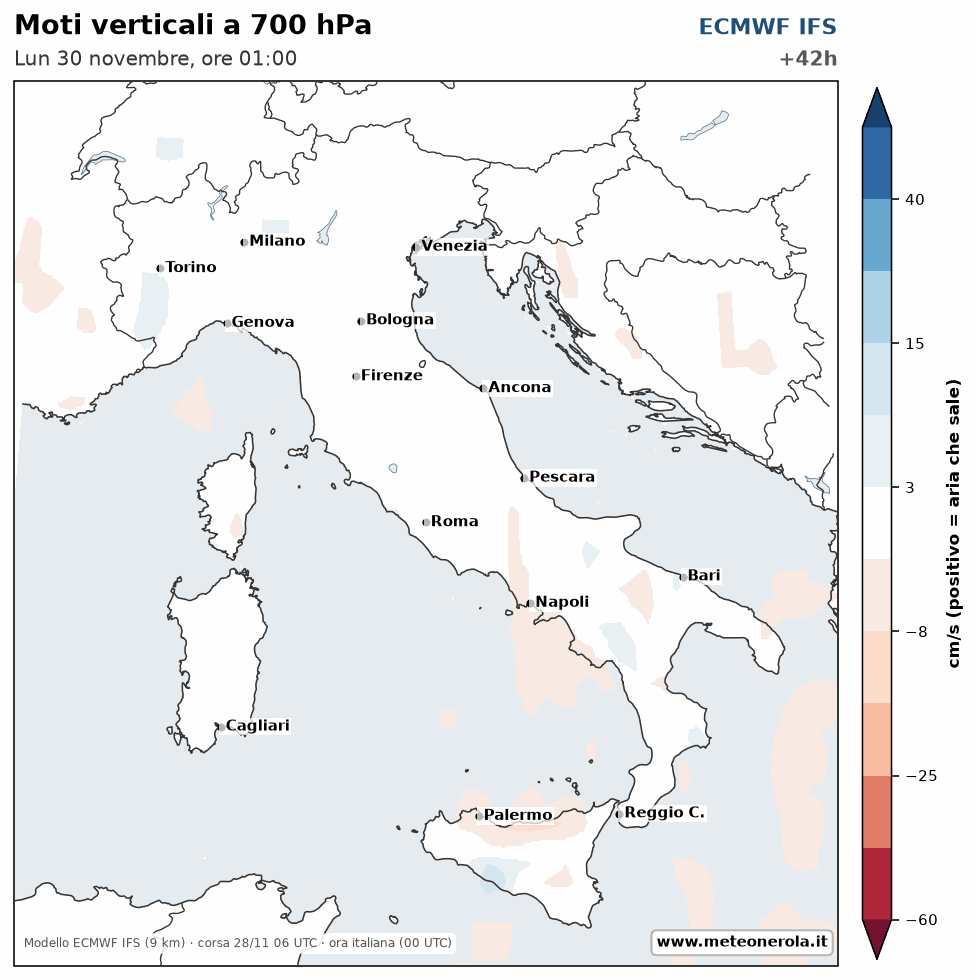 Moti verticali a 700 hPa
ECMWF IFS
Lun 30 novembre, ore 01:00
+42h
Milano
Venezia
Torino
Genova
Bologna
Firenze
Ancona
Pescara
Roma
Bari
Napoli
Cagliari
Palermo
Reggio C.
40
15
3
−8
−25
−60
cm/s (positivo = aria che sale)
Modello ECMWF IFS (9 km) · corsa 28/11 06 UTC · ora italiana (00 UTC)
www.meteonerola.it